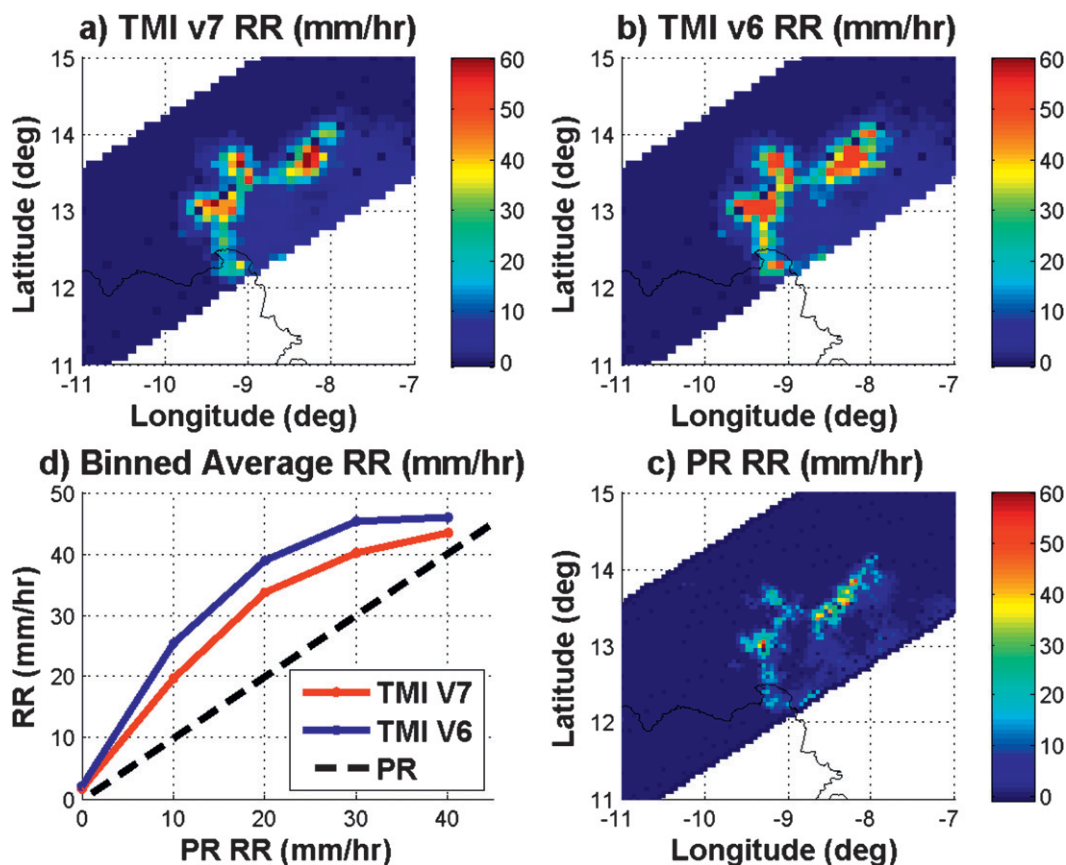 a) TMI v7 RR (mm/hr)
15
14
13
12
11
Latitude (deg)
-11 -10 -9 -8 -7
Longitude (deg)
60
50
40
30
20
10
0
b) TMI v6 RR (mm/hr)
15
14
13
12
11
Latitude (deg)
-11 -10 -9 -8 -7
Longitude (deg)
60
50
40
30
20
10
0
d) Binned Average RR (mm/hr)
50
40
30
20
10
0
RR (mm/hr)
0 10 20 30 40
PR RR (mm/hr)
TMI V7
TMI V6
PR
c) PR RR (mm/hr)
15
14
13
12
11
Latitude (deg)
-11 -10 -9 -8 -7
Longitude (deg)
60
50
40
30
20
10
0